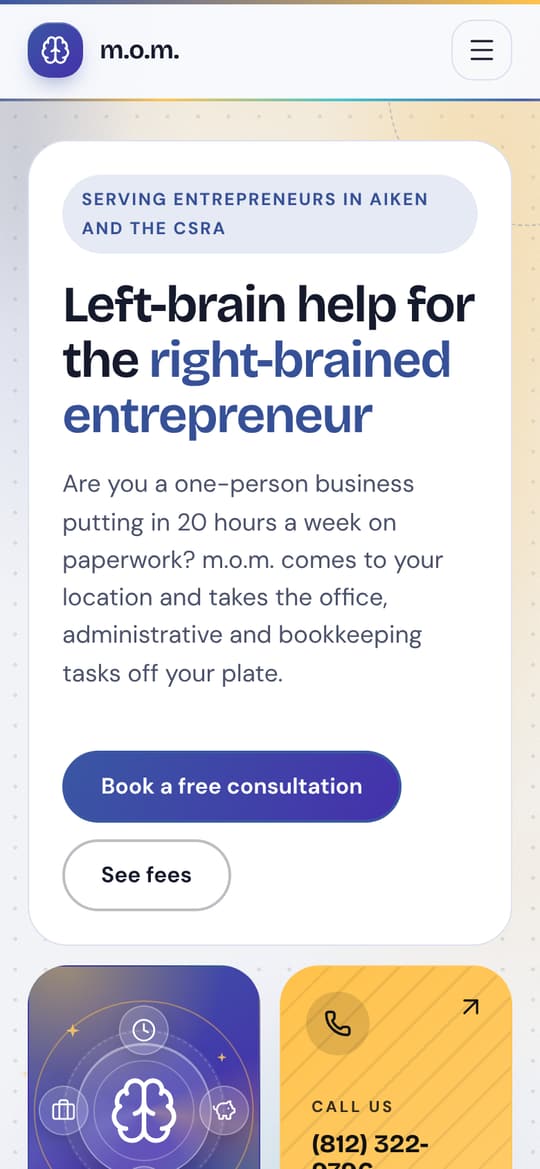 m.o.m.
SERVING ENTREPRENEURS IN AIKEN
AND THE CSRA
Left-brain help for
the right-brained
entrepreneur
Are you a one-person business
putting in 20 hours a week on
paperwork? m.o.m. comes to your
location and takes the office,
administrative and bookkeeping
tasks off your plate.
Book a free consultation
See fees
CALL US
(812) 322-